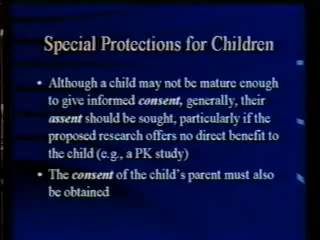 Special Protections for Children
• Although a child may not be mature enough
to give informed consent, generally, their
assent should be sought, particularly if the
proposed research offers no direct benefit to
the child (e.g., a PK study)
• The consent of the child's parent must also
be obtained